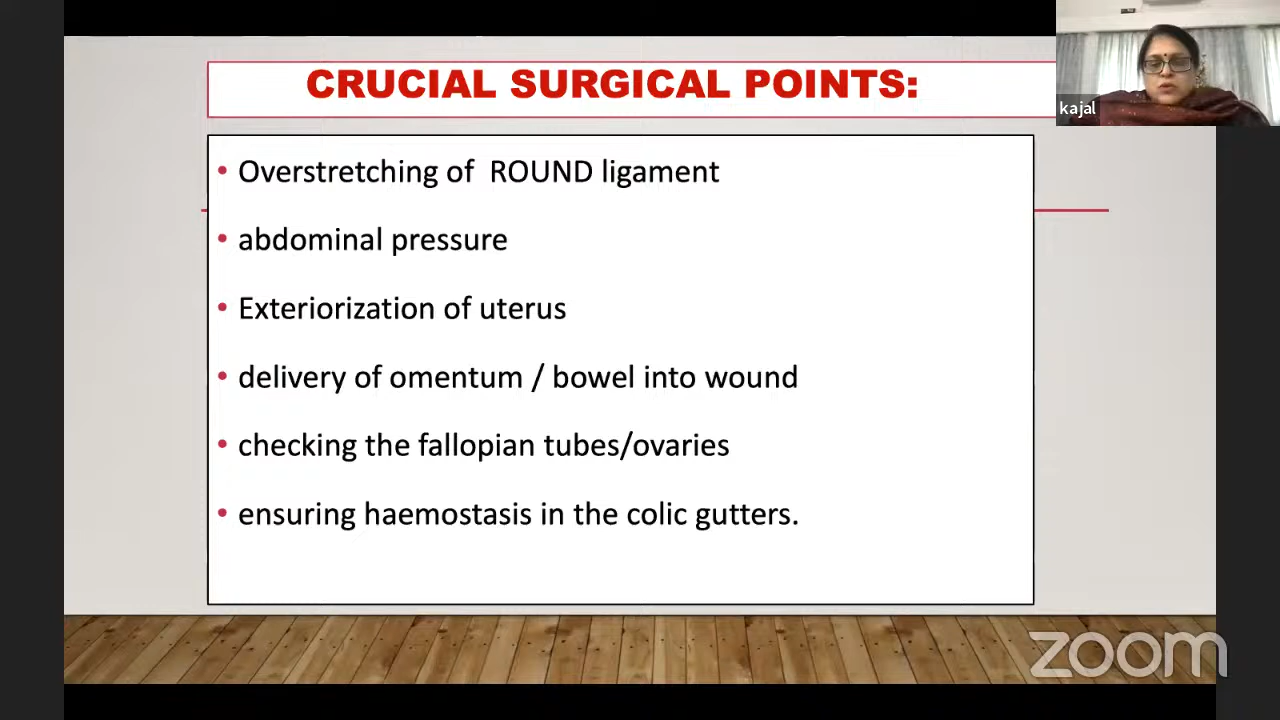 CRUCIAL SURGICAL POINTS:
kajal
• Overstretching of ROUND ligament
• abdominal pressure
• Exteriorization of uterus
• delivery of omentum / bowel into wound
• checking the fallopian tubes/ovaries
• ensuring haemostasis in the colic gutters.
zoom